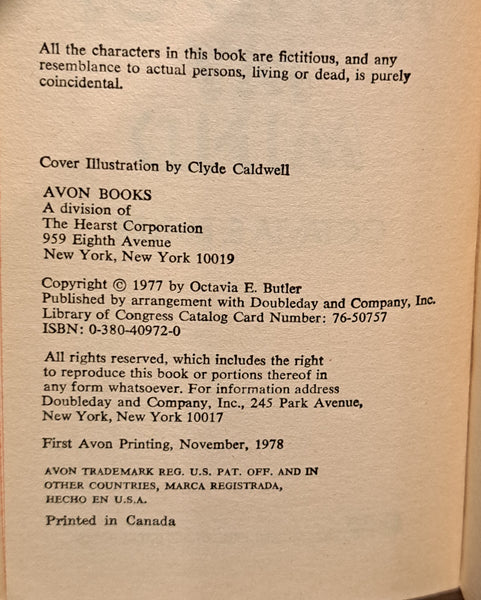 All the characters in this book are fictitious, and any
resemblance to actual persons, living or dead, is purely
coincidental.
Cover Illustration by Clyde Caldwell
AVON BOOKS
A division of
The Hearst Corporation
959 Eighth Avenue
New York, New York 10019
Copyright © 1977 by Octavia E. Butler
Published by arrangement with Doubleday and Company, Inc.
Library of Congress Catalog Card Number: 76-50757
ISBN: 0-380-40972-0
All rights reserved, which includes the right
to reproduce this book or portions thereof in
any form whatsoever. For information address
Doubleday and Company, Inc., 245 Park Avenue,
New York, New York 10017
First Avon Printing, November, 1978
AVON TRADEMARK REG. U.S. PAT. OFF. AND IN
OTHER COUNTRIES, MARCA REGISTRADA,
HECHO EN U.S.A.
Printed in Canada